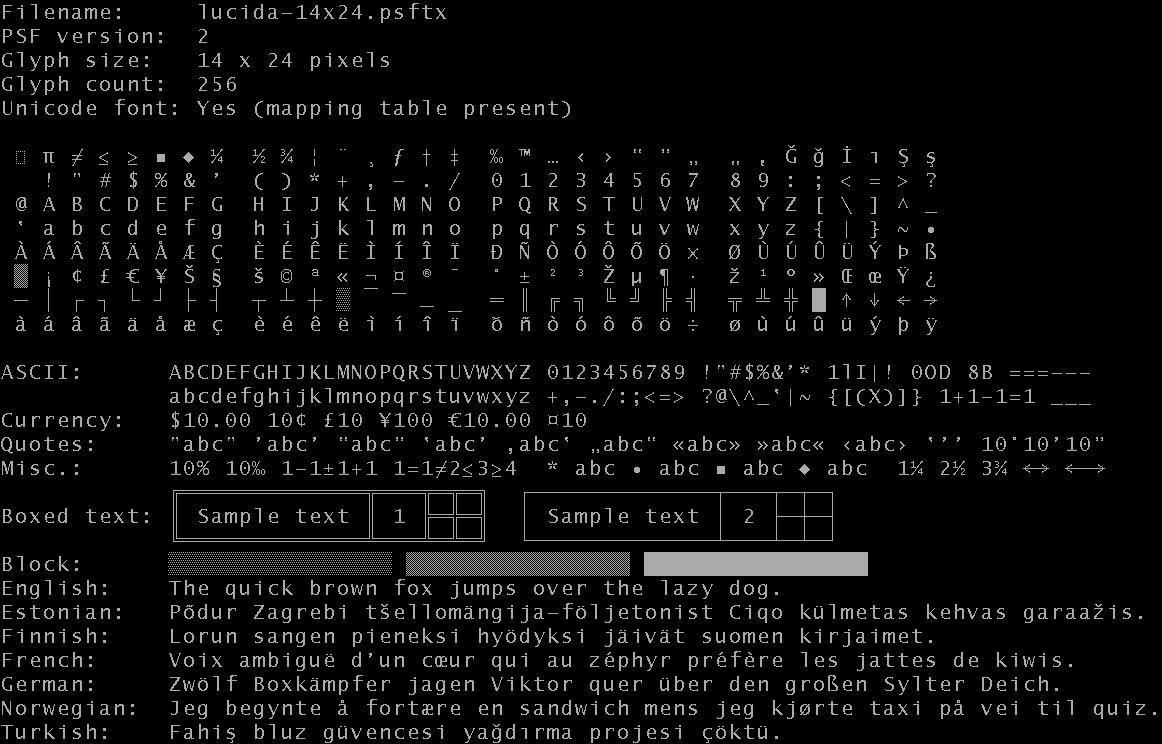 Filename:     lucida-14x24.psftx
PSF version:  2
Glyph size:   14 x 24 pixels
Glyph count:  256
Unicode font: Yes (mapping table present)
π ≠ ≤ ≥ ▪ ◆ ¼ ½ ¾ ¦ ¨ ¸ ƒ † ‡ ‰ ™ … ‹ › “ ” „ „ ‚ Ğ ğ İ ı Ş ş
! " # $ % & ’ ( ) * + , - . / 0 1 2 3 4 5 6 7 8 9 : ; < = > ?
@ A B C D E F G H I J K L M N O P Q R S T U V W X Y Z [ \ ] ^ _
‛ a b c d e f g h i j k l m n o p q r s t u v w x y z { | } ~ •
À Á Â Ã Ä Å Æ Ç È É Ê Ë Ì Í Î Ï Ð Ñ Ò Ó Ô Õ Ö × Ø Ù Ú Û Ü Ý Þ ß
▒ ¡ ¢ £ € ¥ Š § š © ª « ¬ ¤ ® ¯ ° ± ² ³ Ž µ ¶ · ž ¹ º » Œ œ Ÿ ¿
─ │ ┌ ┐ └ ┘ ├ ┤ ┬ ┴ ┼ ▒ ⎺ ⎻ ⎼ ⎽ ═ ║ ╔ ╗ ╚ ╝ ╠ ╣ ╦ ╩ ╬ █ ↑ ↓ ← →
à á â ã ä å æ ç è é ê ë ì í î ï ð ñ ò ó ô õ ö ÷ ø ù ú û ü ý þ ÿ
ASCII:      ABCDEFGHIJKLMNOPQRSTUVWXYZ 0123456789 !"#$%&’* 1lI|! 0OD 8B ===---
abcdefghijklmnopqrstuvwxyz +,-./:;<=> ?@\^_‛|~ {[(X)]} 1+1-1=1 ___
Currency:   $10.00 10¢ £10 ¥100 €10.00 ¤10
Quotes:     "abc" ’abc’ “abc” ‛abc’ ‚abc‛ „abc“ «abc» »abc« ‹abc› ‛’’ 10°10’10”
Misc.:      10% 10‰ 1-1±1+1 1=1≠2≤3≥4  * abc • abc ▪ abc ◆ abc  1¼ 2½ 3¾ <-> <-->
Boxed text: Sample text 1 Sample text 2
Block:
English:    The quick brown fox jumps over the lazy dog.
Estonian:   Põdur Zagrebi tšellomängija-följetonist Ciqo külmetas kehvas garaažis.
Finnish:    Lorun sangen pieneksi hyödyksi jäivät suomen kirjaimet.
French:     Voix ambiguë d’un cœur qui au zéphyr préfère les jattes de kiwis.
German:     Zwölf Boxkämpfer jagen Viktor quer über den großen Sylter Deich.
Norwegian:  Jeg begynte å fortære en sandwich mens jeg kjørte taxi på vei til quiz.
Turkish:    Fahiş bluz güvencesi yağdırma projesi çöktü.